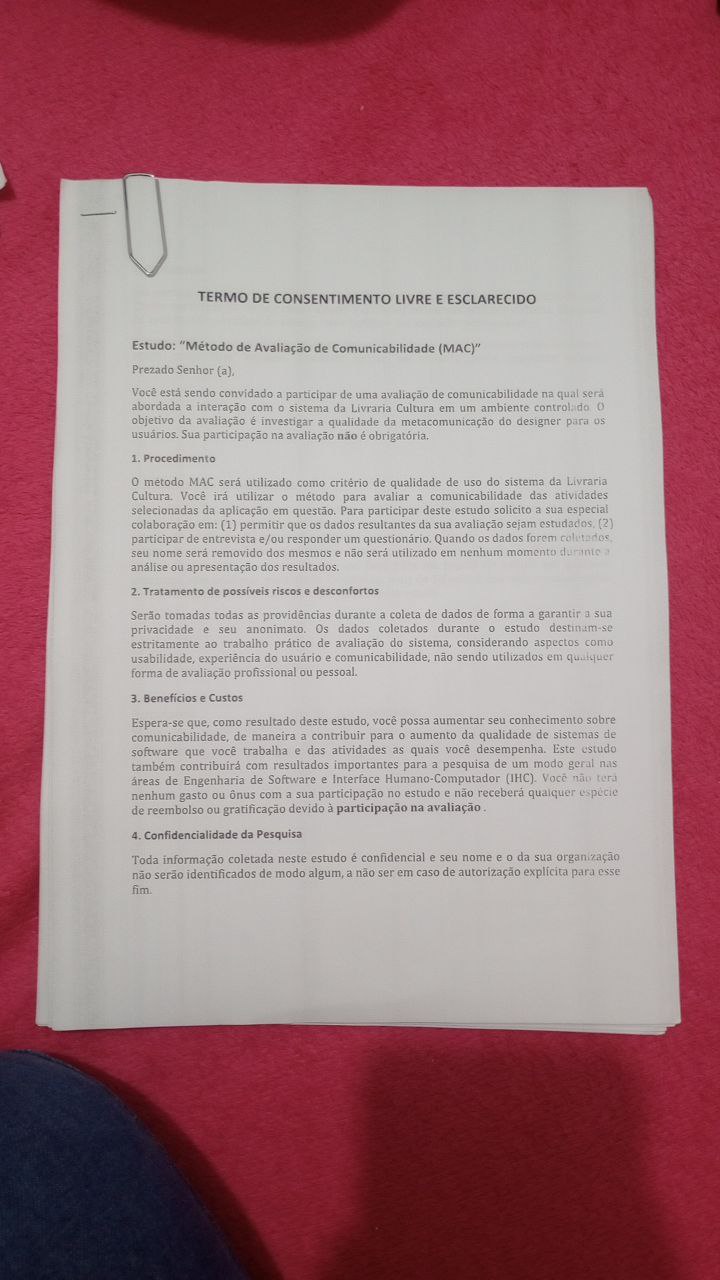 TERMO DE CONSENTIMENTO LIVRE E ESCLARECIDO
Estudo: "Método de Avaliação de Comunicabilidade (MAC)"
Prezado Senhor (a),
Você está sendo convidado a participar de uma avaliação de comunicabilidade na qual será
abordada a interação com o sistema da Livraria Cultura em um ambiente controlado. O
objetivo da avaliação é investigar a qualidade da metacomunicação do designer para os
usuários. Sua participação na avaliação não é obrigatória.
1. Procedimento
O método MAC será utilizado como critério de qualidade de uso do sistema da Livraria
Cultura. Você irá utilizar o método para avaliar a comunicabilidade das atividades
selecionadas da aplicação em questão. Para participar deste estudo solicito a sua especial
colaboração em: (1) permitir que os dados resultantes da sua avaliação sejam estudados, (2)
participar de entrevista e/ou responder um questionário. Quando os dados forem coletados,
seu nome será removido dos mesmos e não será utilizado em nenhum momento durante a
análise ou apresentação dos resultados.
2. Tratamento de possíveis riscos e desconfortos
Serão tomadas todas as providências durante a coleta de dados de forma a garantir a sua
privacidade e seu anonimato. Os dados coletados durante o estudo destinam-se
estritamente ao trabalho prático de avaliação do sistema, considerando aspectos como
usabilidade, experiência do usuário e comunicabilidade, não sendo utilizados em qualquer
forma de avaliação profissional ou pessoal.
3. Benefícios e Custos
Espera-se que, como resultado deste estudo, você possa aumentar seu conhecimento sobre
comunicabilidade, de maneira a contribuir para o aumento da qualidade de sistemas de
software que você trabalha e das atividades as quais você desempenha. Este estudo
também contribuirá com resultados importantes para a pesquisa de um modo geral nas
áreas de Engenharia de Software e Interface Humano-Computador (IHC). Você não terá
nenhum gasto ou ônus com a sua participação no estudo e não receberá qualquer espécie
de reembolso ou gratificação devido à participação na avaliação .
4. Confidencialidade da Pesquisa
Toda informação coletada neste estudo é confidencial e seu nome e o da sua organização
não serão identificados de modo algum, a não ser em caso de autorização explícita para esse
fim.